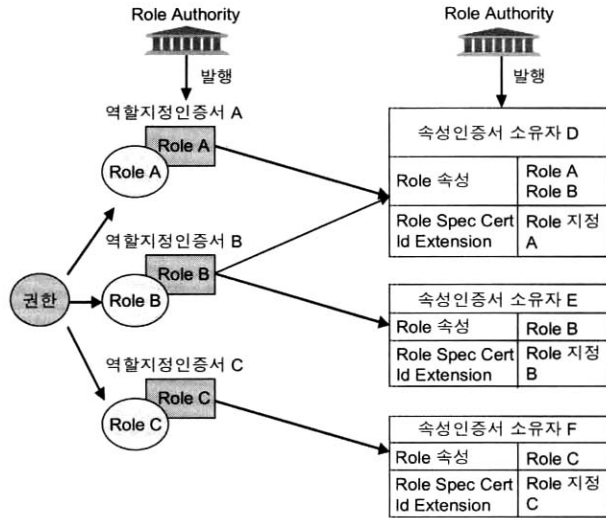 Role Authority
발행
역할지정인증서 A
Role A
Role A
역할지정인증서 B
Role B
Role B
권한
역할지정인증서 C
Role C
Role C
Role Authority
발행
속성인증서 소유자 D
Role 속성
Role A
Role B
Role Spec Cert
Id Extension
Role 지정
A
속성인증서 소유자 E
Role 속성
Role B
Role Spec Cert
Id Extension
Role 지정
B
속성인증서 소유자 F
Role 속성
Role C
Role Spec Cert
Id Extension
Role 지정
C